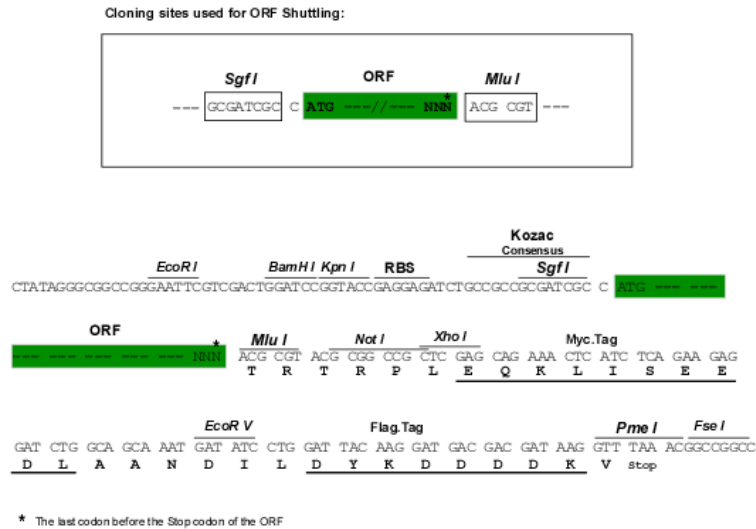 Cloning sites used for ORF Shuttling:
Sgf I ORF Mlu I
*
--- GCGATCGC C ATG ---//--- NNN ACG CGT ---
Kozac
Consensus
EcoR I BamH I Kpn I RBS Sgf I
CTATAGGGCGGCCGGGAATTCGTCGACTGGATCCGGTACCGAGGAGATCTGCCGCCGCGATCGC C ATG --- ---
ORF * Mlu I Not I Xho I Myc.Tag
--- --- --- --- --- --- NNN ACG CGT ACG CGG CCG CTC GAG CAG AAA CTC ATC TCA GAA GAG
T R T R P L E Q K L I S E E
EcoR V Flag.Tag Pme I Fse I
GAT CTG GCA GCA AAT GAT ATC CTG GAT TAC AAG GAT GAC GAC GAT AAG GTT TAA ACGGCCGGCC
D L A A N D I L D Y K D D D D K V Stop
* The last codon before the Stop codon of the ORF